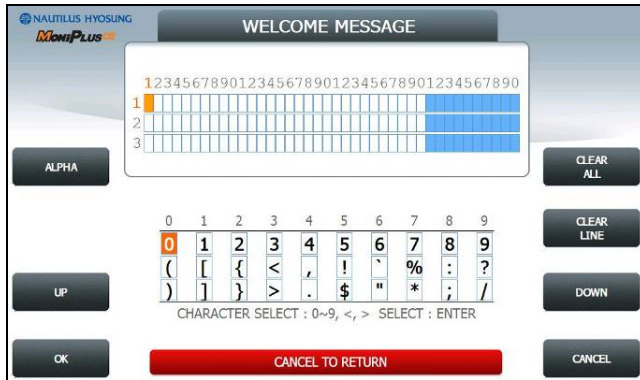 NAUTILUS HYOSUNG
MoniPlus CE
WELCOME MESSAGE
1234567890123456789012345678901234567890
1
2
3
ALPHA
CLEAR ALL
0 1 2 3 4 5 6 7 8 9
0 1 2 3 4 5 6 7 8 9
( [ { < , ! ` % : ?
) ] } > . $ " * ; /
CLEAR LINE
CHARACTER SELECT : 0~9, <, > SELECT : ENTER
UP
DOWN
OK
CANCEL TO RETURN
CANCEL